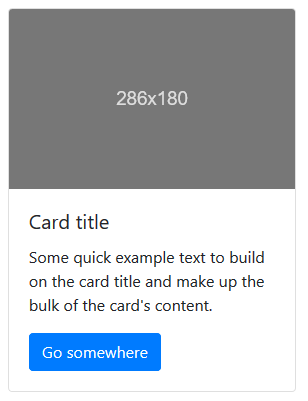 286x180
Card title
Some quick example text to build
on the card title and make up the
bulk of the card's content.
Go somewhere